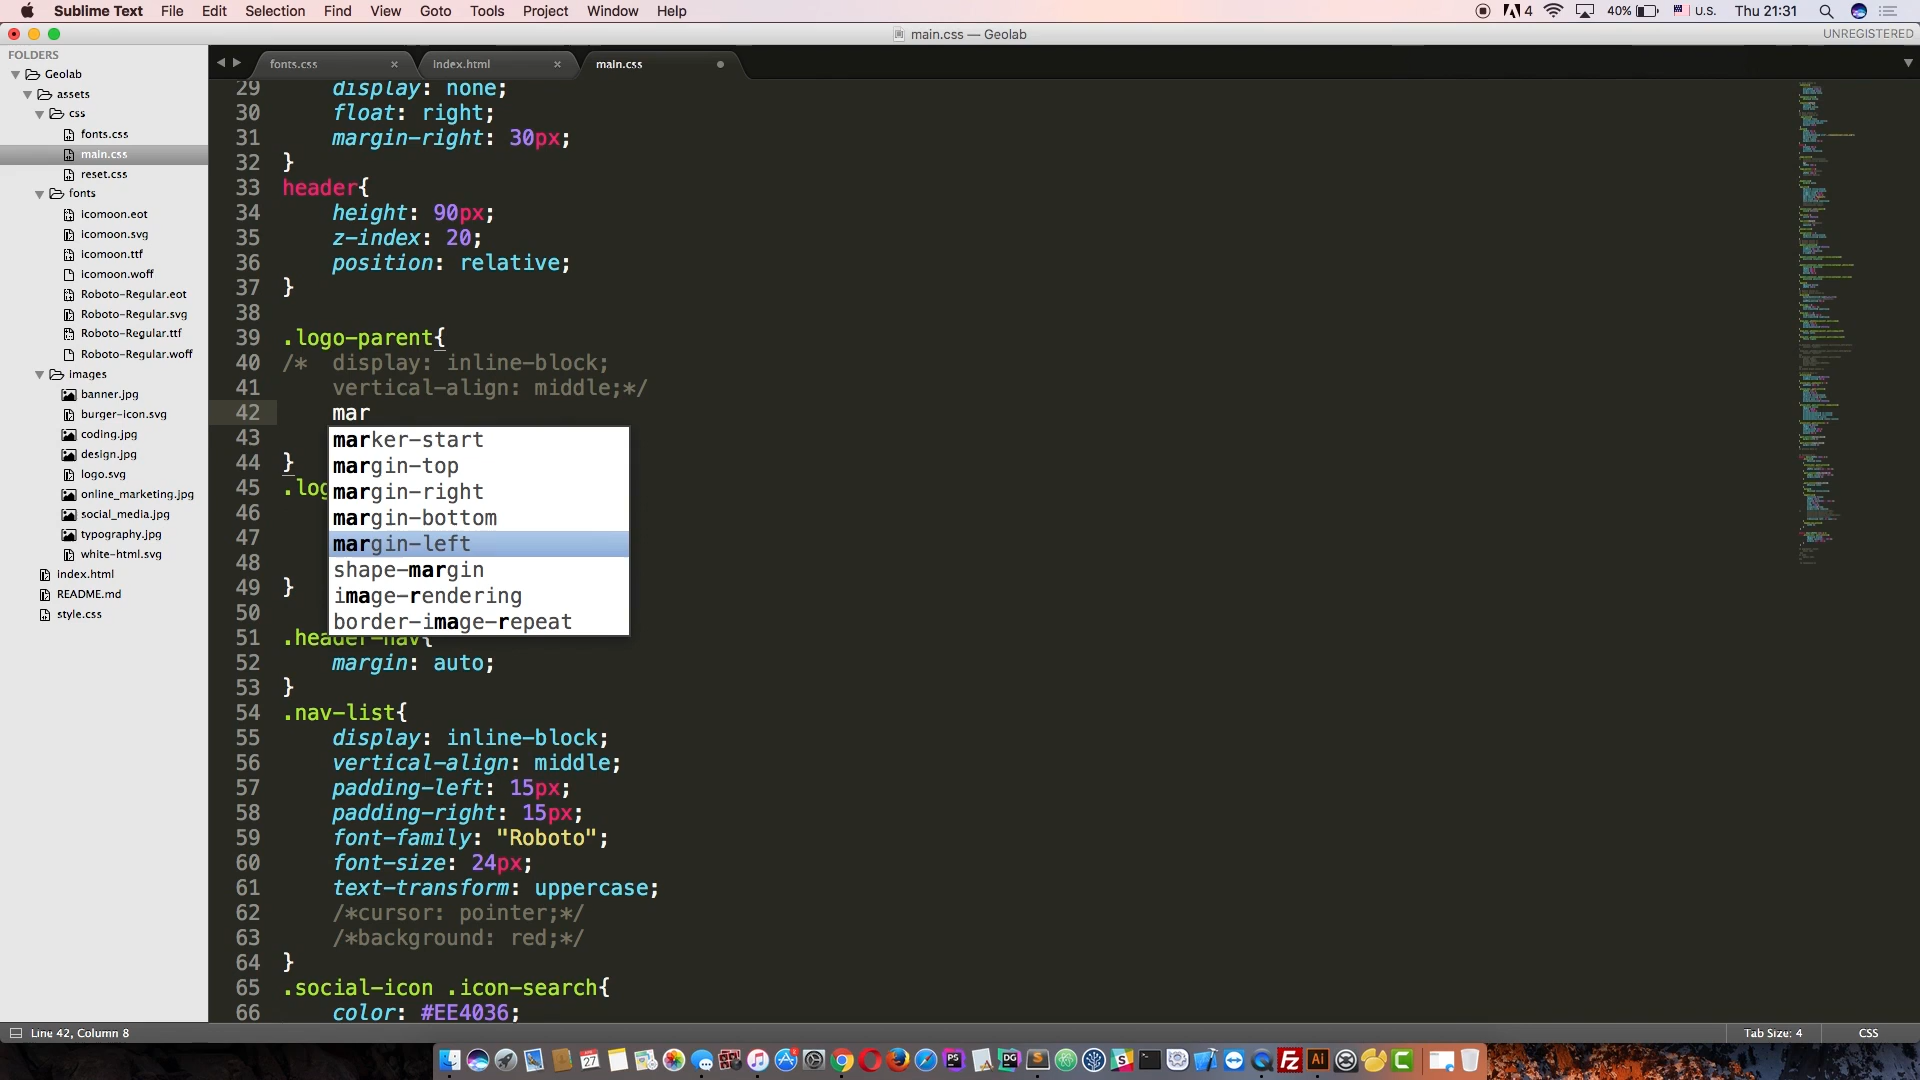 Sublime Text File Edit Selection Find View Goto Tools Project Window Help 4 40% U.S. Thu 21:31
main.css — Geolab UNREGISTERED
FOLDERS
Geolab
assets
css
fonts.css
main.css
reset.css
fonts
icomoon.eot
icomoon.svg
icomoon.ttf
icomoon.woff
Roboto-Regular.eot
Roboto-Regular.svg
Roboto-Regular.ttf
Roboto-Regular.woff
images
banner.jpg
burger-icon.svg
coding.jpg
design.jpg
logo.svg
online_marketing.jpg
social_media.jpg
typography.jpg
white-html.svg
index.html
README.md
style.css
fonts.css × index.html × main.css
29 display: none;
30 float: right;
31 margin-right: 30px;
32 }
33 header{
34 height: 90px;
35 z-index: 20;
36 position: relative;
37 }
38
39 .logo-parent{
40 /* display: inline-block;
41 vertical-align: middle;*/
42 mar
43
44 }
45 .log
46
47
48
49 }
50
51 .header-nav{
52 margin: auto;
53 }
54 .nav-list{
55 display: inline-block;
56 vertical-align: middle;
57 padding-left: 15px;
58 padding-right: 15px;
59 font-family: "Roboto";
60 font-size: 24px;
61 text-transform: uppercase;
62 /*cursor: pointer;*/
63 /*background: red;*/
64 }
65 .social-icon .icon-search{
66 color: #EE4036;
marker-start
margin-top
margin-right
margin-bottom
margin-left
shape-margin
image-rendering
border-image-repeat
Line 42, Column 8 Tab Size: 4 CSS
27 PS DG Fz Ai